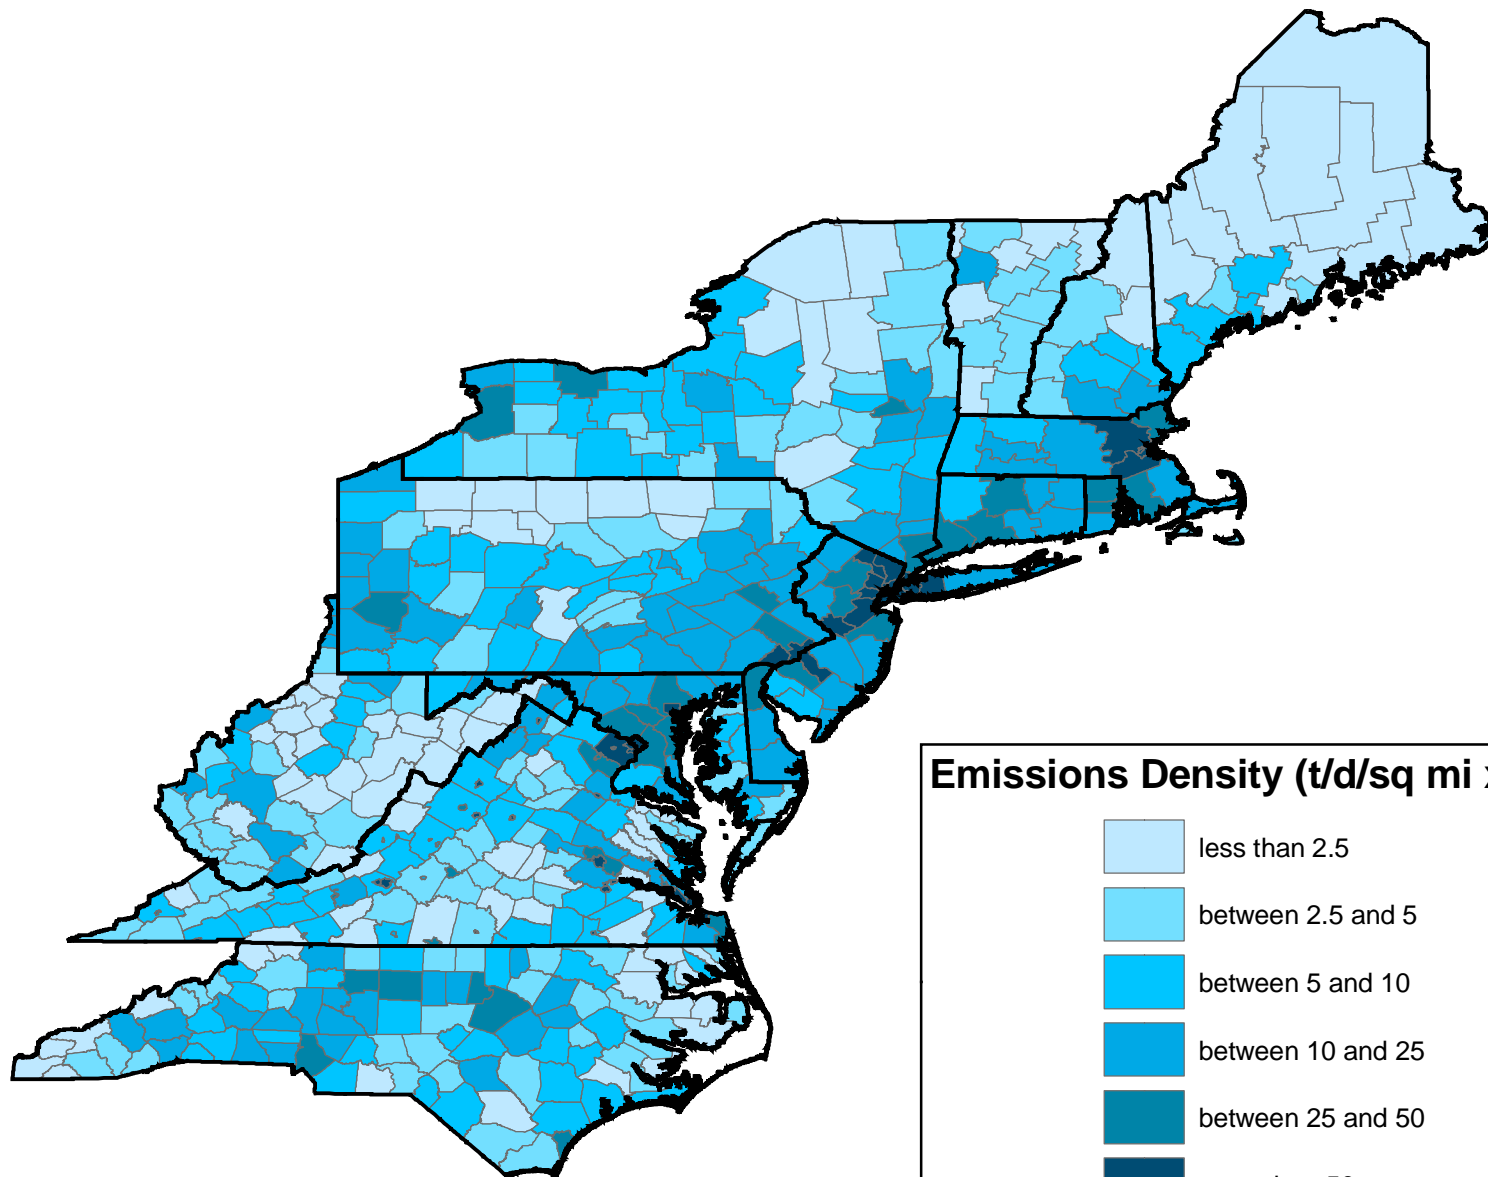 Emissions Density (t/d/sq mi
less than 2.5
between 2.5 and 5
between 5 and 10
between 10 and 25
between 25 and 50